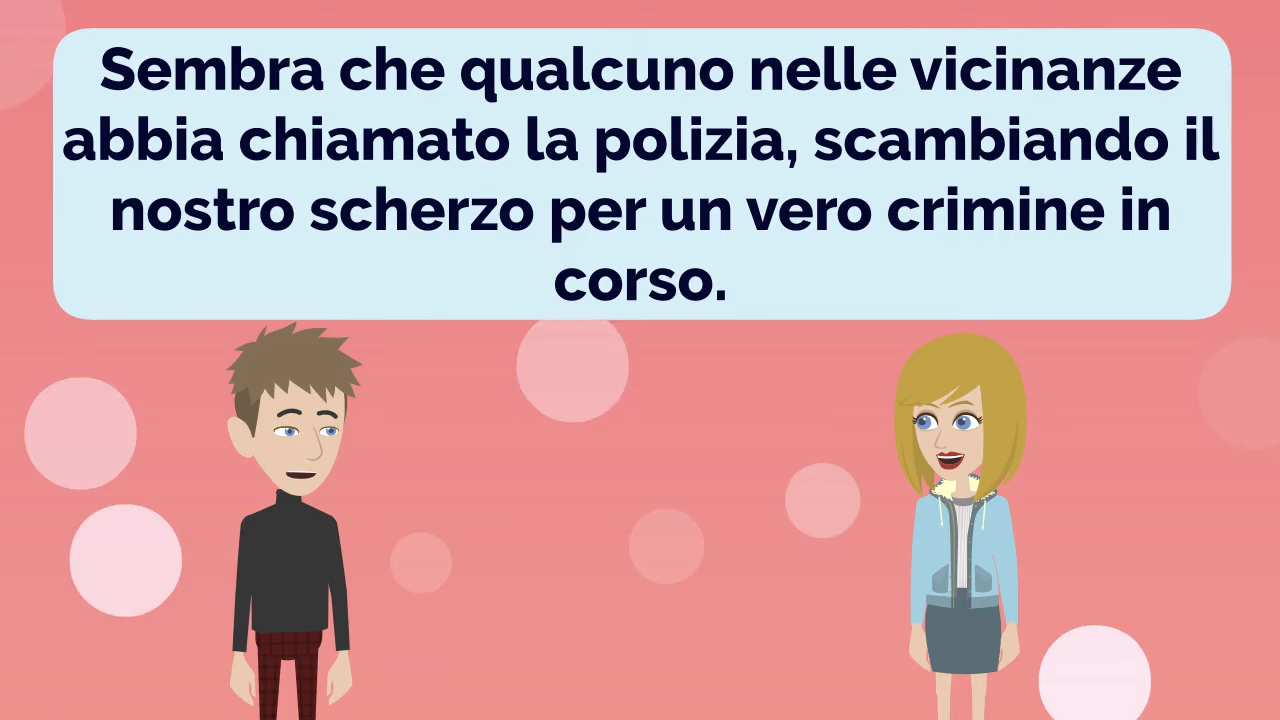 Sembra che qualcuno nelle vicinanze
abbia chiamato la polizia, scambiando il
nostro scherzo per un vero crimine in
corso.